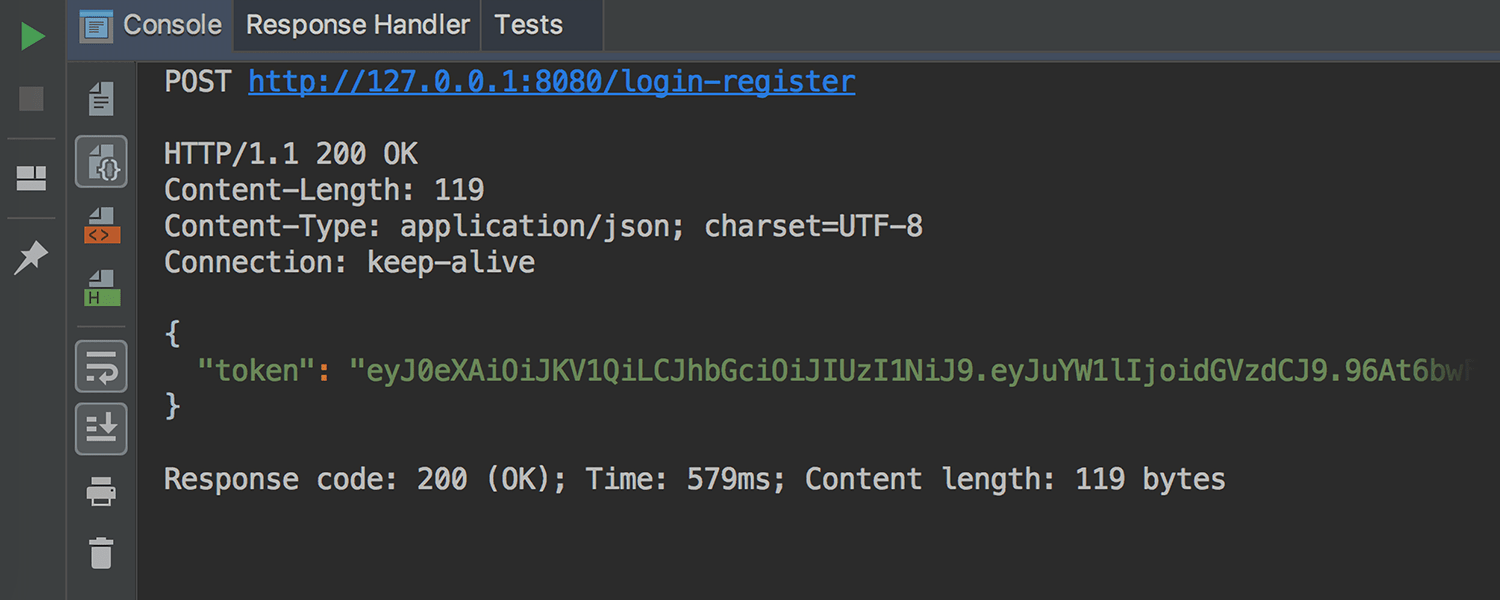 Console Response Handler Tests
POST http://127.0.0.1:8080/login-register
HTTP/1.1 200 OK
Content-Length: 119
Content-Type: application/json; charset=UTF-8
Connection: keep-alive
{
"token": "eyJ0eXAiOiJKV1QiLCJhbGciOiJIUzI1NiJ9.eyJuYW1lIjoidGVzdCJ9.96At6bw
}
Response code: 200 (OK); Time: 579ms; Content length: 119 bytes
{}
<>
H